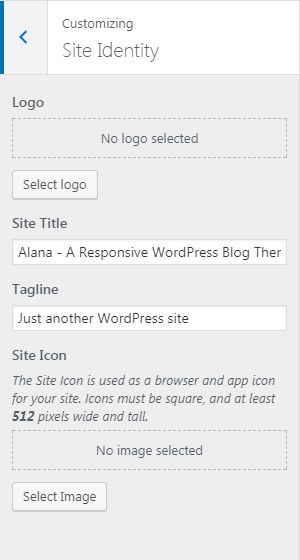 Customizing
Site Identity
Logo
No logo selected
Select logo
Site Title
Alana - A Responsive WordPress Blog Ther
Tagline
Just another WordPress site
Site Icon
The Site Icon is used as a browser and app icon
for your site. Icons must be square, and at least
512 pixels wide and tall.
No image selected
Select Image